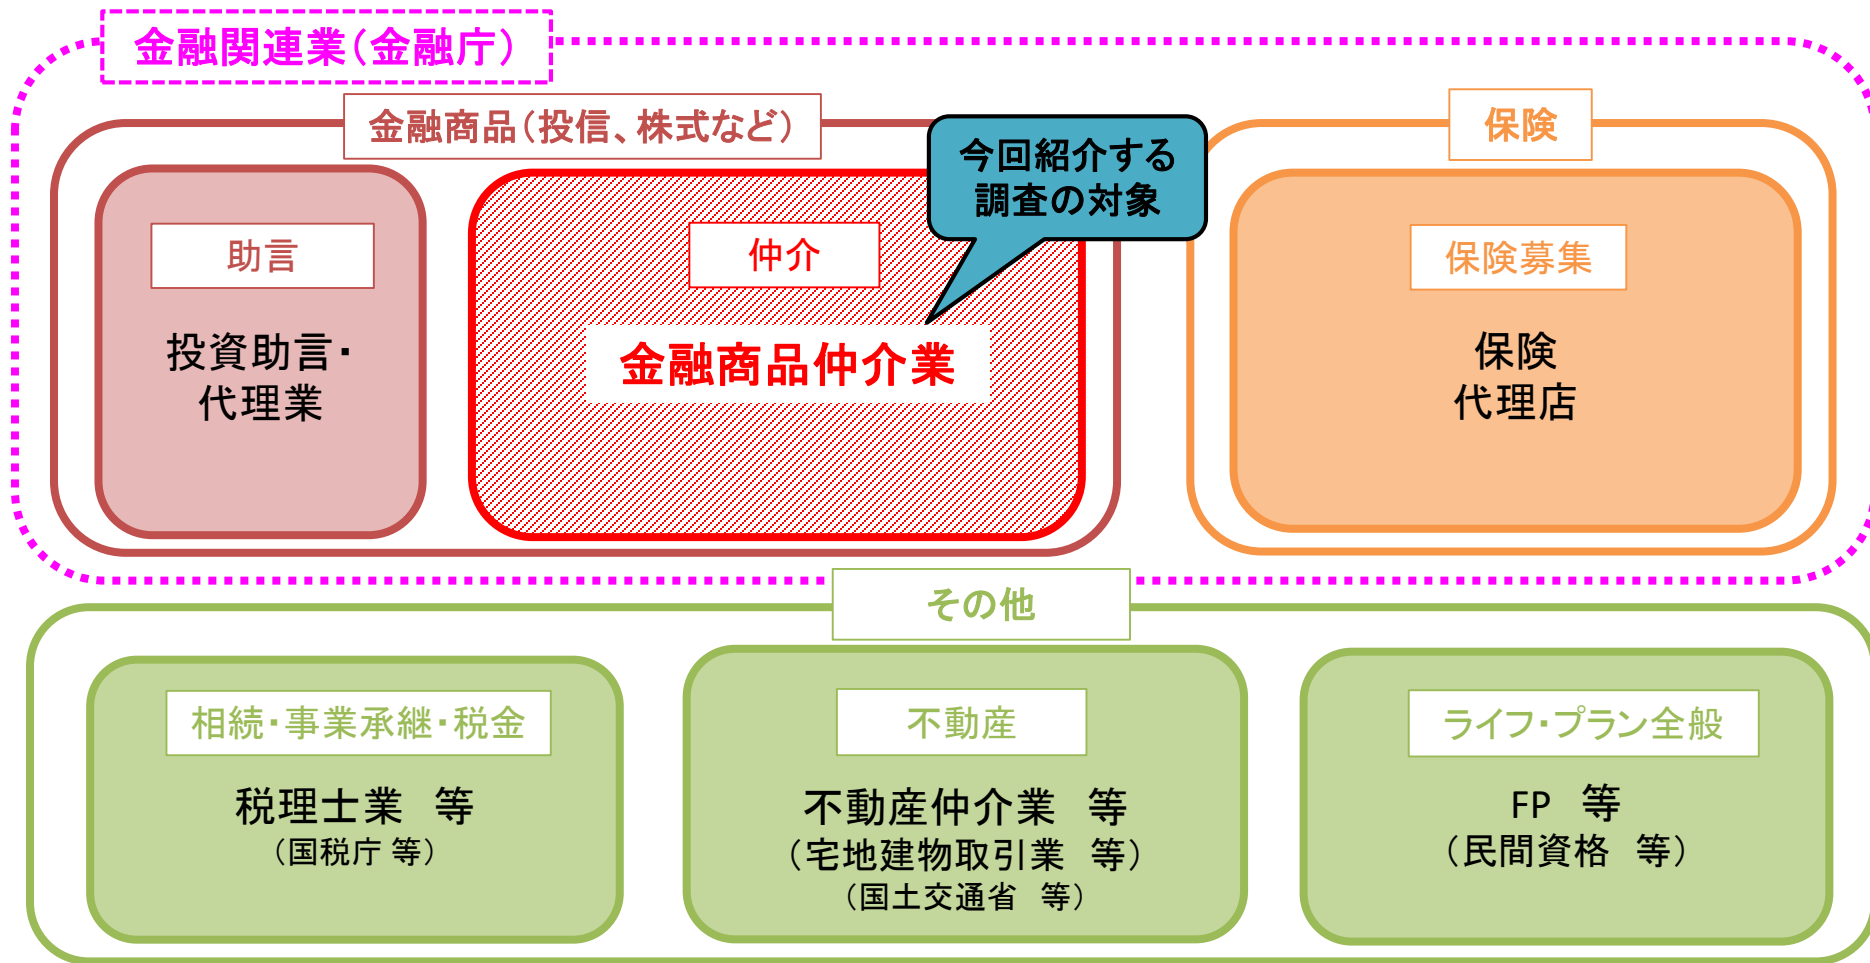 金融関連業（金融庁）
金融商品（投信、株式など）
保険
今回紹介する
調査の対象
助言
投資助言・
代理業
仲介
金融商品仲介業
保険募集
保険
代理店
その他
相続・事業承継・税金
税理士業　等
（国税庁 等）
不動産
不動産仲介業　等
（宅地建物取引業　等）
（国土交通省　等）
ライフ・プラン全般
FP　等
（民間資格　等）